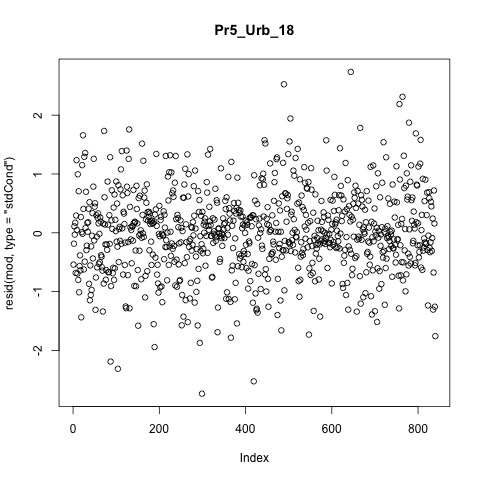 Pr5_Urb_18
resid(mod, type = "stdCond")
2
1
0
-1
-2
0 200 400 600 800
Index